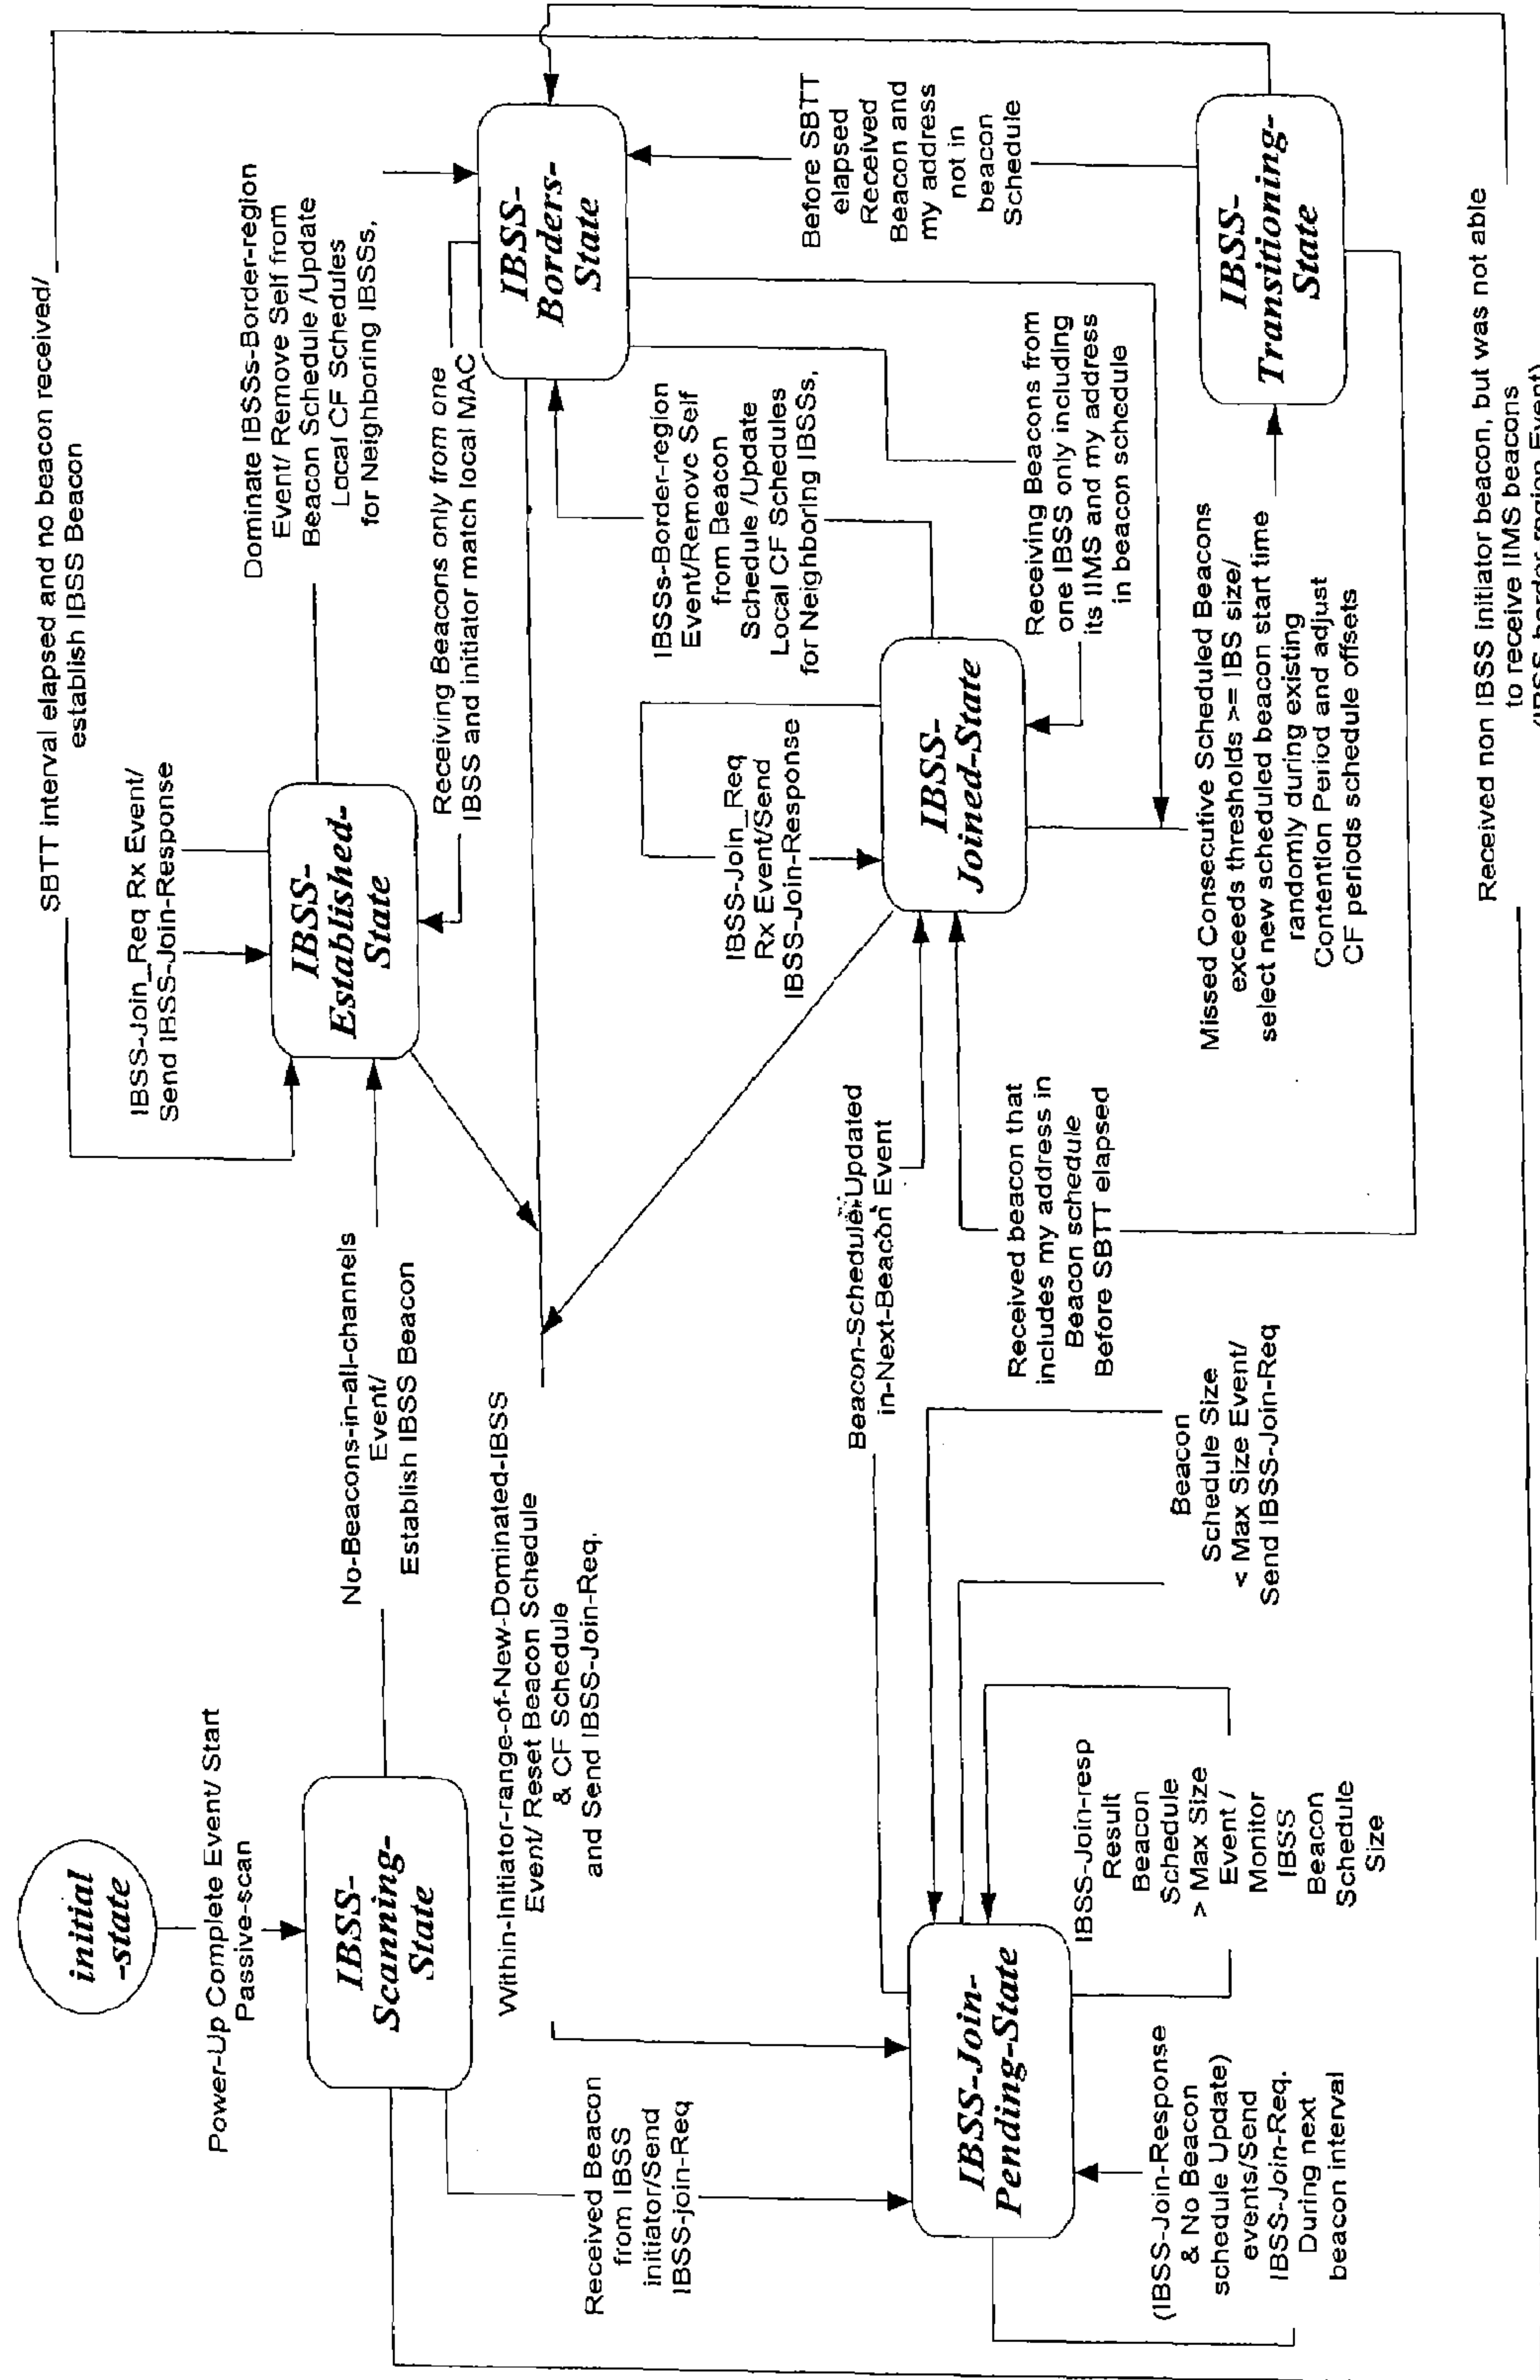 initial
-state
Power-Up Complete Event/ Start
Passive-scan
IBSS-
Scanning-
State
No-Beacons-in-all-channels
Event/
Establish IBSS Beacon
SBTT interval elapsed and no beacon received/
establish IBSS Beacon
IBSS-Join_Req Rx Event/
Send IBSS-Join-Response
IBSS-
Established-
State
Dominate IBSSs-Border-region
Event/ Remove Self from
Beacon Schedule /Update
Local CF Schedules
for Neighboring IBSSs,
Receiving Beacons only from one
IBSS and initiator match local MAC
IBSS-
Borders-
State
Within-Initiator-range-of-New-Dominated-IBSS
Event/ Reset Beacon Schedule
& CF Schedule
and Send IBSS-Join-Req.
Received Beacon
from IBSS
initiator/Send
IBSS-join-Req
IBSSs-Border-region
Event/Remove Self
from Beacon
Schedule /Update
Local CF Schedules
for Neighboring IBSSs,
Before SBTT
elapsed
Received
Beacon and
my address
not in
beacon
Schedule
IBSS-Join_Req
Rx Event/Send
IBSS-Join-Response
IBSS-
Joined-State
Receiving Beacons from
one IBSS only including
its IIMS and my address
in beacon schedule
Beacon-Schedule-Updated
in-Next-Beacon Event
IBSS-Join-
Pending-State
Received beacon that
includes my address in
Beacon schedule
Before SBTT elapsed
Beacon
Schedule Size
< Max Size Event/
Send IBSS-Join-Req
IBSS-Join-resp
Result
Beacon
Schedule
> Max Size
Event /
Monitor
IBSS
Beacon
Schedule
Size
(IBSS-Join-Response
& No Beacon
schedule Update)
events/Send
IBSS-Join-Req.
During next
beacon interval
Missed Consecutive Scheduled Beacons
exceeds thresholds >= IBS size/
select new scheduled beacon start time
randomly during existing
Contention Period and adjust
CF periods schedule offsets
IBSS-
Transitioning-
State
Received non IBSS initiator beacon, but was not able
to receive IIMS beacons
(IBSS border region Event)